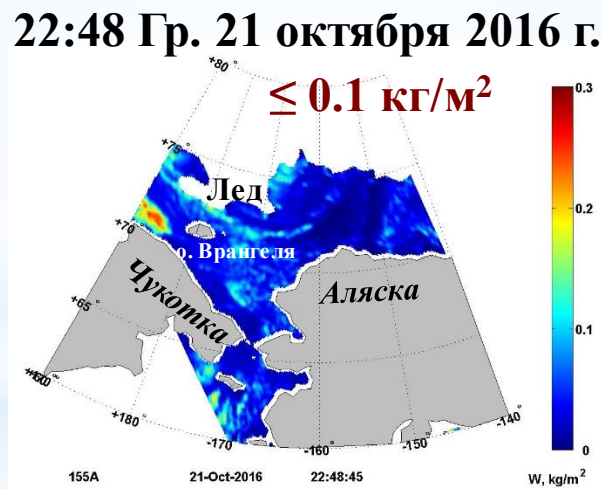 22:48 Гр. 21 октября 2016 г.
≤ 0.1 кг/м²
+80°
+75°
+70°
+65°
+180°
-170°
-160°
-150°
-140°
Лед
о. Врангеля
Чукотка
Аляска
0.3
0.2
0.1
0
155A 21-Oct-2016 22:48:45
W, kg/m²